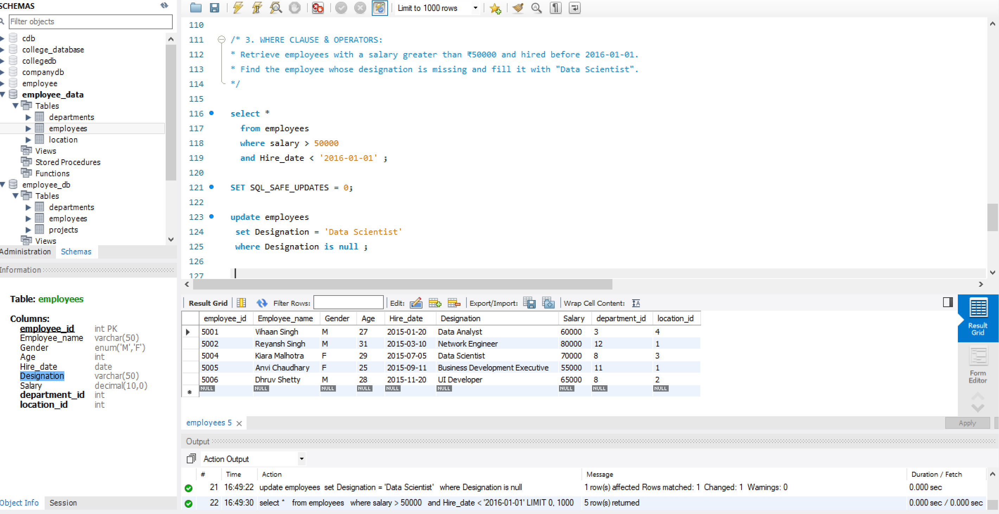 SCHEMAS
Filter objects
cdb
college_database
collegedb
companydb
employee
employee_data
Tables
departments
employees
location
Views
Stored Procedures
Functions
employee_db
Tables
departments
employees
projects
Views
Administration Schemas
Information
Table: employees
Columns:
employee_id int PK
Employee_name varchar(50)
Gender enum('M','F')
Age int
Hire_date date
Designation varchar(50)
Salary decimal(10,0)
department_id int
location_id int
Object Info Session
Limit to 1000 rows
110
111 /* 3. WHERE CLAUSE & OPERATORS:
112 * Retrieve employees with a salary greater than ₹50000 and hired before 2016-01-01.
113 * Find the employee whose designation is missing and fill it with "Data Scientist".
114 */
115
116 select *
117 from employees
118 where salary > 50000
119 and Hire_date < '2016-01-01' ;
120
121 SET SQL_SAFE_UPDATES = 0;
122
123 update employees
124 set Designation = 'Data Scientist'
125 where Designation is null ;
126
127
Result Grid Filter Rows: Edit: Export/Import: Wrap Cell Content:
employee_id Employee_name Gender Age Hire_date Designation Salary department_id location_id
5001 Vihaan Singh M 27 2015-01-20 Data Analyst 60000 3 4
5002 Reyansh Singh M 31 2015-03-10 Network Engineer 80000 12 1
5004 Kiara Malhotra F 29 2015-07-05 Data Scientist 70000 8 3
5005 Anvi Chaudhary F 25 2015-09-11 Business Development Executive 55000 11 1
5006 Dhruv Shetty M 28 2015-11-20 UI Developer 65000 8 2
NULL NULL NULL NULL NULL NULL NULL NULL NULL
Result
Grid
Form
Editor
employees 5
Apply
Output
Action Output
# Time Action Message Duration / Fetch
21 16:49:22 update employees set Designation = 'Data Scientist' where Designation is null 1 row(s) affected Rows matched: 1 Changed: 1 Warnings: 0 0.000 sec
22 16:49:30 select * from employees where salary > 50000 and Hire_date < '2016-01-01' LIMIT 0, 1000 5 row(s) returned 0.000 sec / 0.000 sec